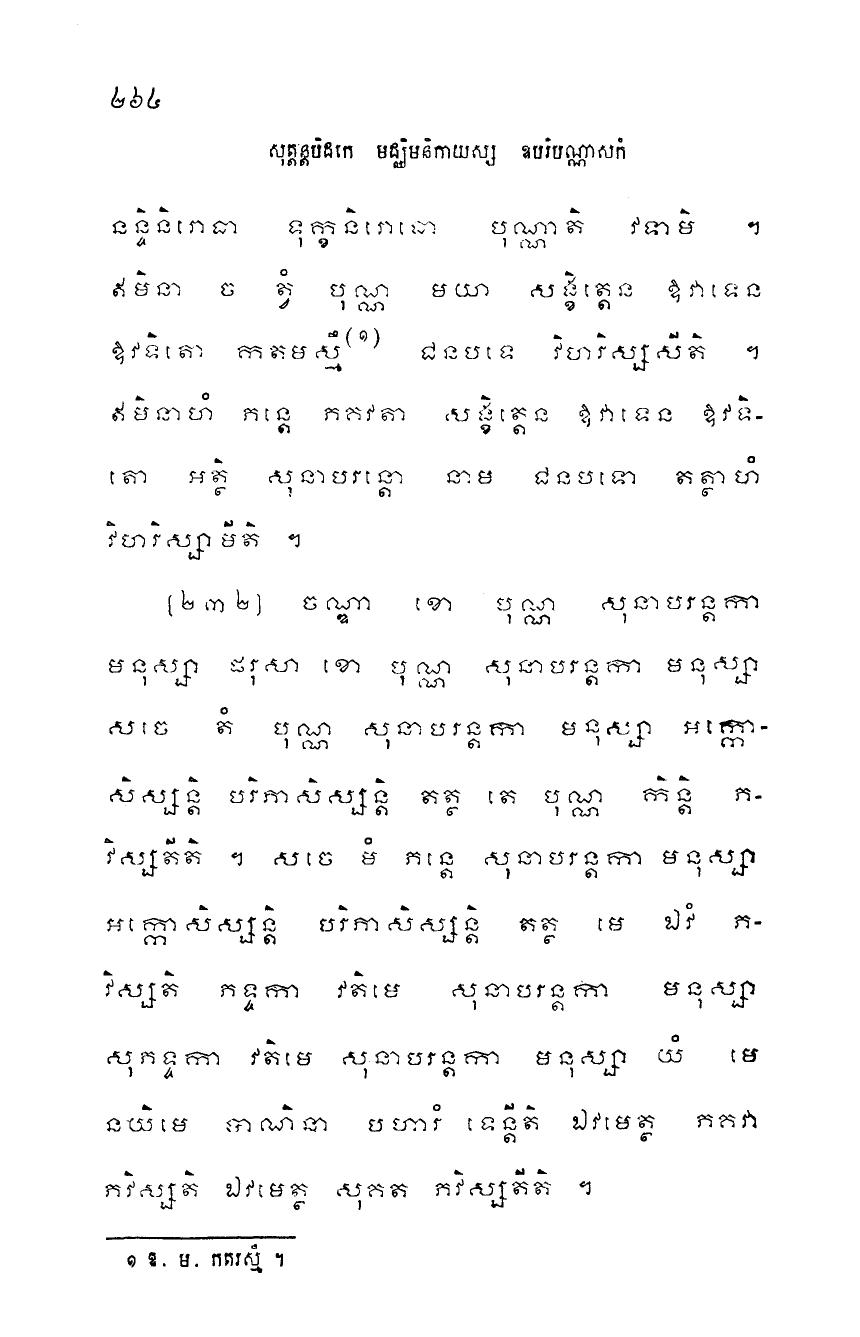 ២៦៤
សុត្តន្តបិដកេ មជ្ឈិមនិកាយស្ស ឧបរិបណ្ណាសកំ
នន្ទិនិរោធា ទុក្ខនិរោធោ បុណ្ណាតិ វទាមិ ។
ឥមិនា ច ត្វំ បុណ្ណ មយា សង្ខិត្តេន ឱវាទេន
ឱវទិតោ កតមស្មឹ(១) ជនបទេ វិហរិស្សសីតិ ។
ឥមិនាហំ ភន្តេ ភគវតា សង្ខិត្តេន ឱវាទេន ឱវទិ-
តោ អត្ថិ សុនាបរន្តោ នាម ជនបទោ តត្ថាហំ
វិហរិស្សាមីតិ ។
[២៣២] ចណ្ឌា ខោ បុណ្ណ សុនាបរន្តកា
មនុស្សា ផរុសា ខោ បុណ្ណ សុនាបរន្តកា មនុស្សា
សចេ តំ បុណ្ណ សុនាបរន្តកា មនុស្សា អក្កោ-
សិស្សន្តិ បរិភាសិស្សន្តិ តត្ថ តេ បុណ្ណ កិន្តិ ភ-
វិស្សតីតិ ។ សចេ មំ ភន្តេ សុនាបរន្តកា មនុស្សា
អក្កោសិស្សន្តិ បរិភាសិស្សន្តិ តត្ថ មេ ឯវំ ភ-
វិស្សតិ ភទ្ទកា វតិមេ សុនាបរន្តកា មនុស្សា
សុភទ្ទកា វតិមេ សុនាបរន្តកា មនុស្សា យំ មេ
នយិមេ ពាណិនា បហារំ ទេន្តីតិ ឯវមេត្ថ ភគវា
ភវិស្សតិ ឯវមេត្ថ សុគត ភវិស្សតីតិ ។
១ ឱ. ម. កតរស្មឹ ។